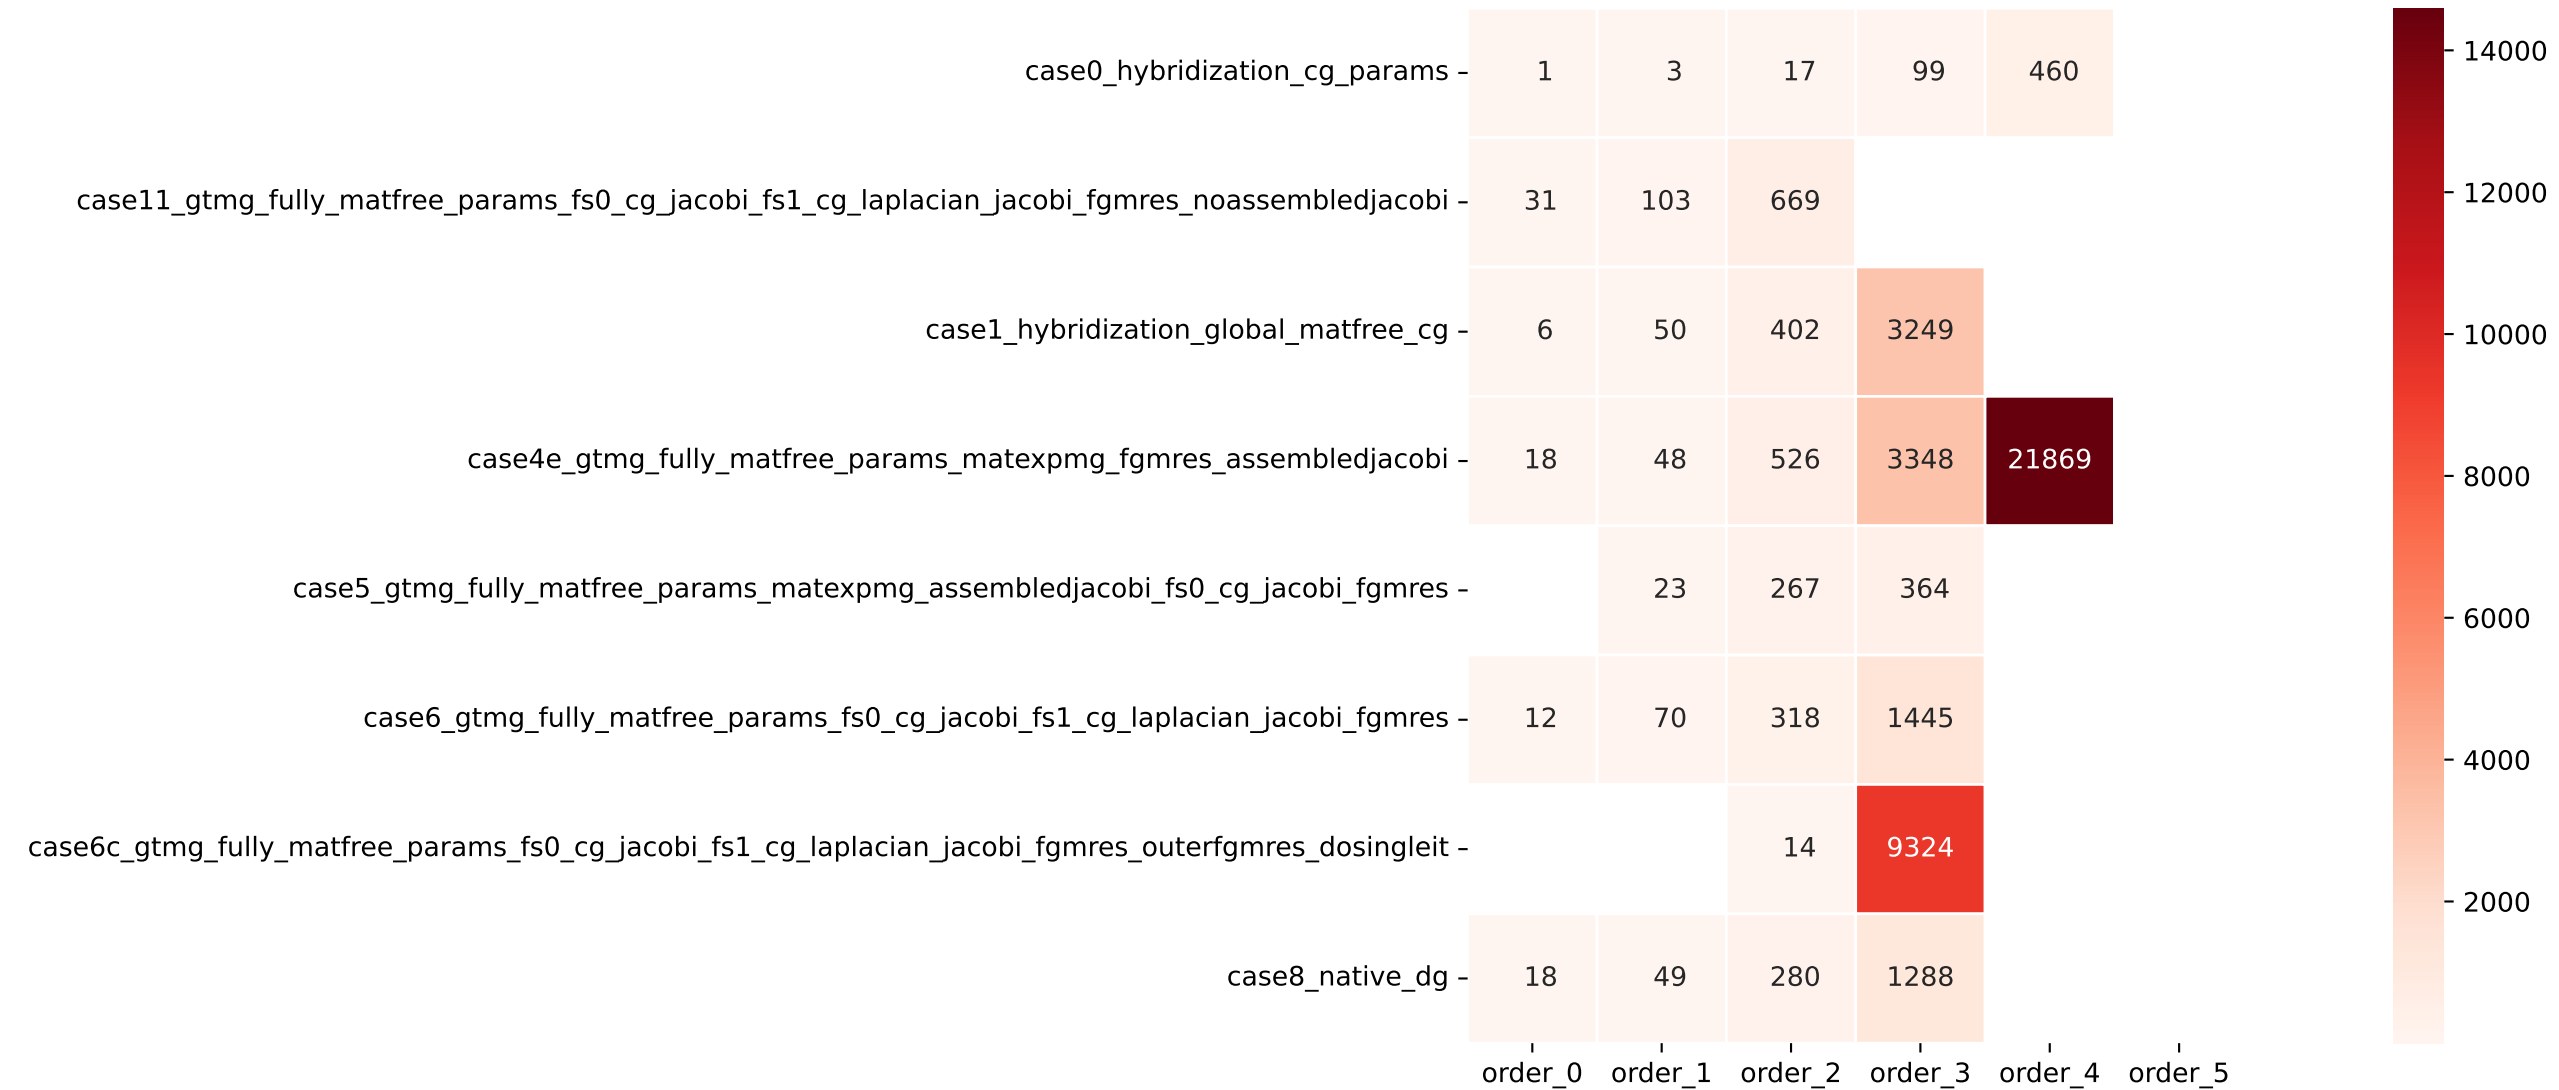 case0_hybridization_cg_params 1 3 17 99 460
case11_gtmg_fully_matfree_params_fs0_cg_jacobi_fs1_cg_laplacian_jacobi_fgmres_noassembledjacobi 31 103 669
case1_hybridization_global_matfree_cg 6 50 402 3249
case4e_gtmg_fully_matfree_params_matexpmg_fgmres_assembledjacobi 18 48 526 3348 21869
case5_gtmg_fully_matfree_params_matexpmg_assembledjacobi_fs0_cg_jacobi_fgmres 23 267 364
case6_gtmg_fully_matfree_params_fs0_cg_jacobi_fs1_cg_laplacian_jacobi_fgmres 12 70 318 1445
case6c_gtmg_fully_matfree_params_fs0_cg_jacobi_fs1_cg_laplacian_jacobi_fgmres_outerfgmres_dosingleit 14 9324
case8_native_dg 18 49 280 1288
order_0 order_1 order_2 order_3 order_4 order_5
14000
12000
10000
8000
6000
4000
2000